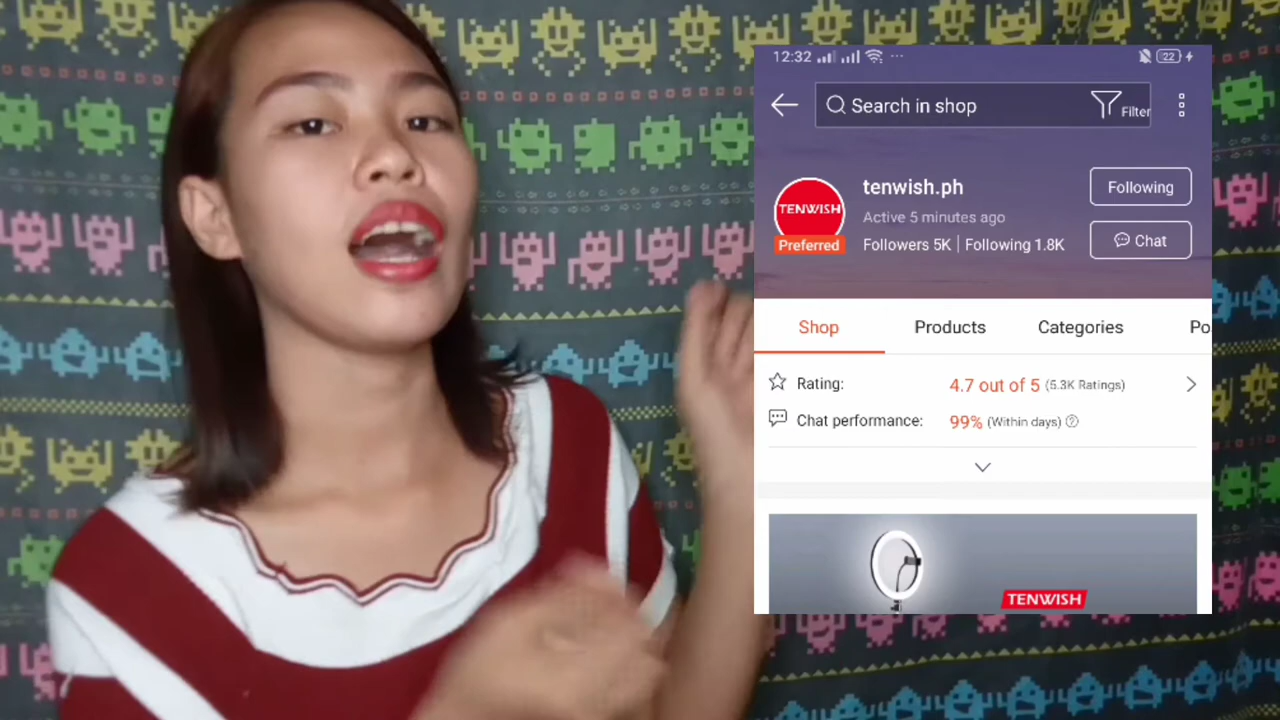 12:32
22
Search in shop
Filter
TENWISH
Preferred
tenwish.ph
Active 5 minutes ago
Followers 5K | Following 1.8K
Following
Chat
Shop
Products
Categories
Po
Rating:
4.7 out of 5 (5.3K Ratings)
Chat performance:
99% (Within days)
TENWISH